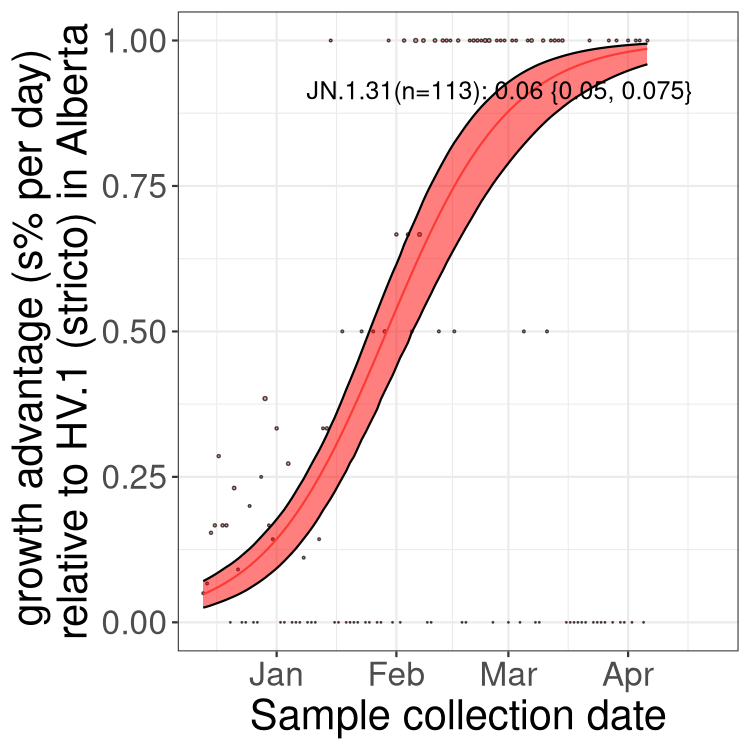 growth advantage (s% per day)
relative to HV.1 (stricto) in Alberta
1.00
0.75
0.50
0.25
0.00
JN.1.31(n=113): 0.06 {0.05, 0.075}
Jan Feb Mar Apr
Sample collection date